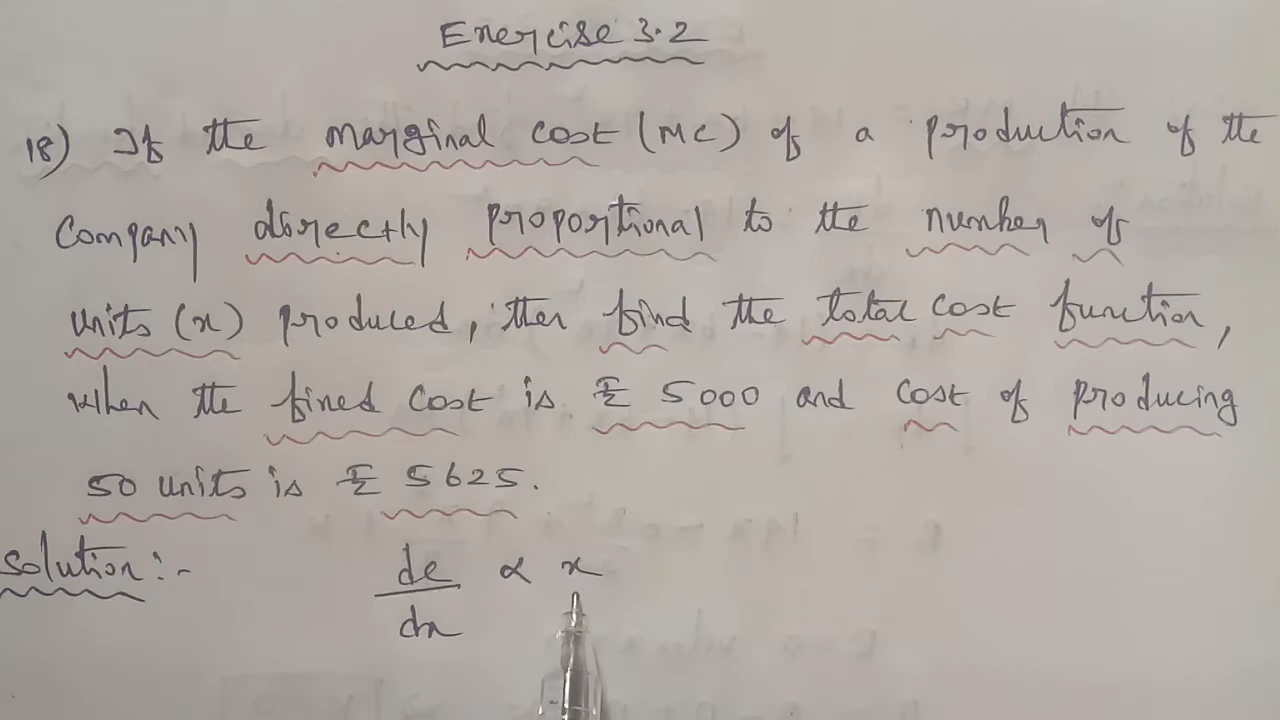 Exercise 3.2
18) If the marginal cost (MC) of a production of the
Company directly proportional to the number of
units (x) produced, then find the total cost function,
when the fixed cost is ₹ 5000 and cost of producing
50 units is ₹ 5625.
Solution:-
dc/dx ∝ x